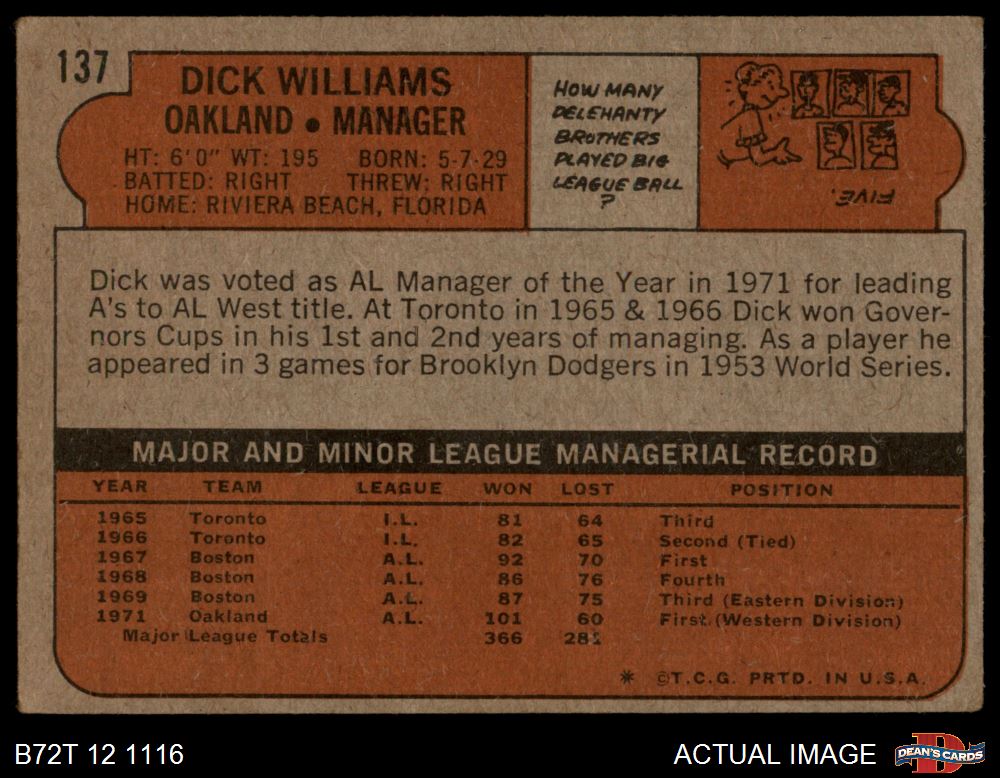 137
DICK WILLIAMS
OAKLAND • MANAGER
HT: 6'0" WT: 195 BORN: 5-7-29
BATTED: RIGHT THREW: RIGHT
HOME: RIVIERA BEACH, FLORIDA
HOW MANY
DELEHANTY
BROTHERS
PLAYED BIG
LEAGUE BALL
?
FIVE.
Dick was voted as AL Manager of the Year in 1971 for leading
A's to AL West title. At Toronto in 1965 & 1966 Dick won Gover-
nors Cups in his 1st and 2nd years of managing. As a player he
appeared in 3 games for Brooklyn Dodgers in 1953 World Series.
MAJOR AND MINOR LEAGUE MANAGERIAL RECORD
YEAR TEAM LEAGUE WON LOST POSITION
1965 Toronto I.L. 81 64 Third
1966 Toronto I.L. 82 65 Second (Tied)
1967 Boston A.L. 92 70 First
1968 Boston A.L. 86 76 Fourth
1969 Boston A.L. 87 75 Third (Eastern Division)
1971 Oakland A.L. 101 60 First (Western Division)
Major League Totals 366 281
* ©T.C.G. PRTD. IN U.S.A.
B72T 12 1116
ACTUAL IMAGE
DEAN'S CARDS